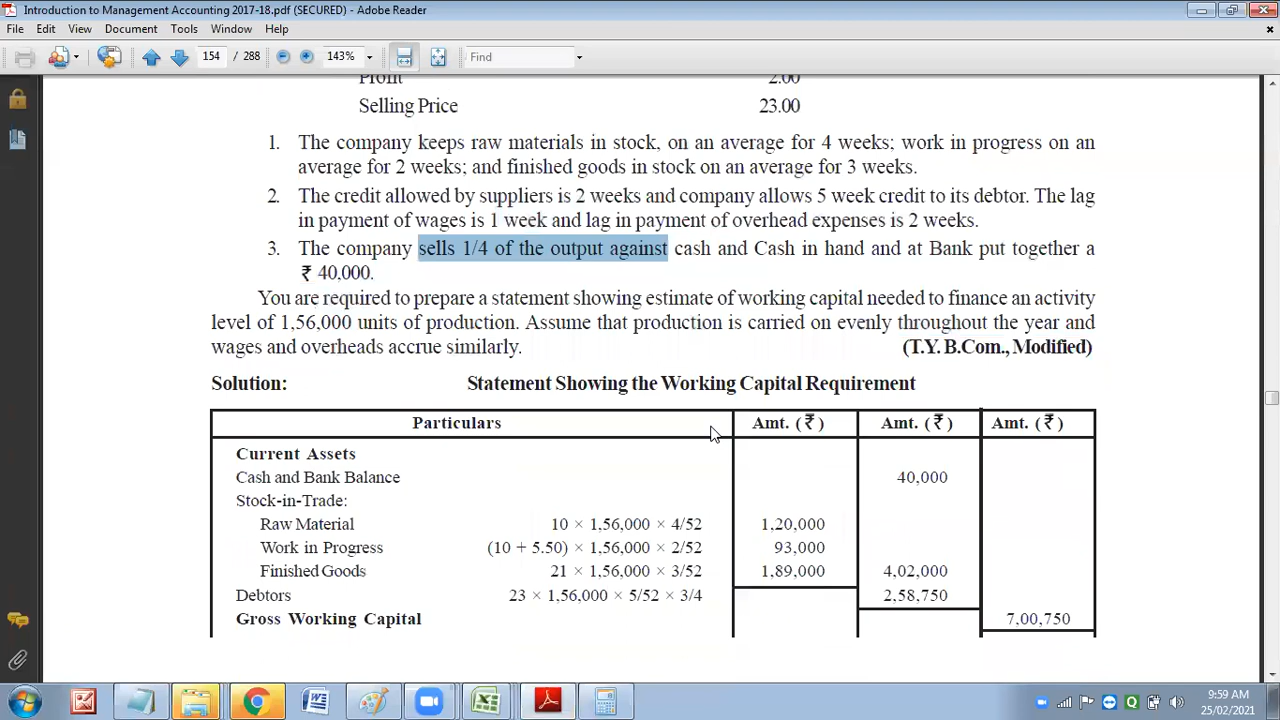 Introduction to Management Accounting 2017-18.pdf (SECURED) - Adobe Reader
File Edit View Document Tools Window Help
154 / 288 143% Find
Profit 2.00
Selling Price 23.00
1. The company keeps raw materials in stock, on an average for 4 weeks; work in progress on an
average for 2 weeks; and finished goods in stock on an average for 3 weeks.
2. The credit allowed by suppliers is 2 weeks and company allows 5 week credit to its debtor. The lag
in payment of wages is 1 week and lag in payment of overhead expenses is 2 weeks.
3. The company sells 1/4 of the output against cash and Cash in hand and at Bank put together a
₹ 40,000.
You are required to prepare a statement showing estimate of working capital needed to finance an activity
level of 1,56,000 units of production. Assume that production is carried on evenly throughout the year and
wages and overheads accrue similarly. (T.Y. B.Com., Modified)
Solution: Statement Showing the Working Capital Requirement
Particulars Amt. (₹) Amt. (₹) Amt. (₹)
Current Assets
Cash and Bank Balance 40,000
Stock-in-Trade:
Raw Material 10 × 1,56,000 × 4/52 1,20,000
Work in Progress (10 + 5.50) × 1,56,000 × 2/52 93,000
Finished Goods 21 × 1,56,000 × 3/52 1,89,000 4,02,000
Debtors 23 × 1,56,000 × 5/52 × 3/4 2,58,750
Gross Working Capital 7,00,750
9:59 AM
25/02/2021